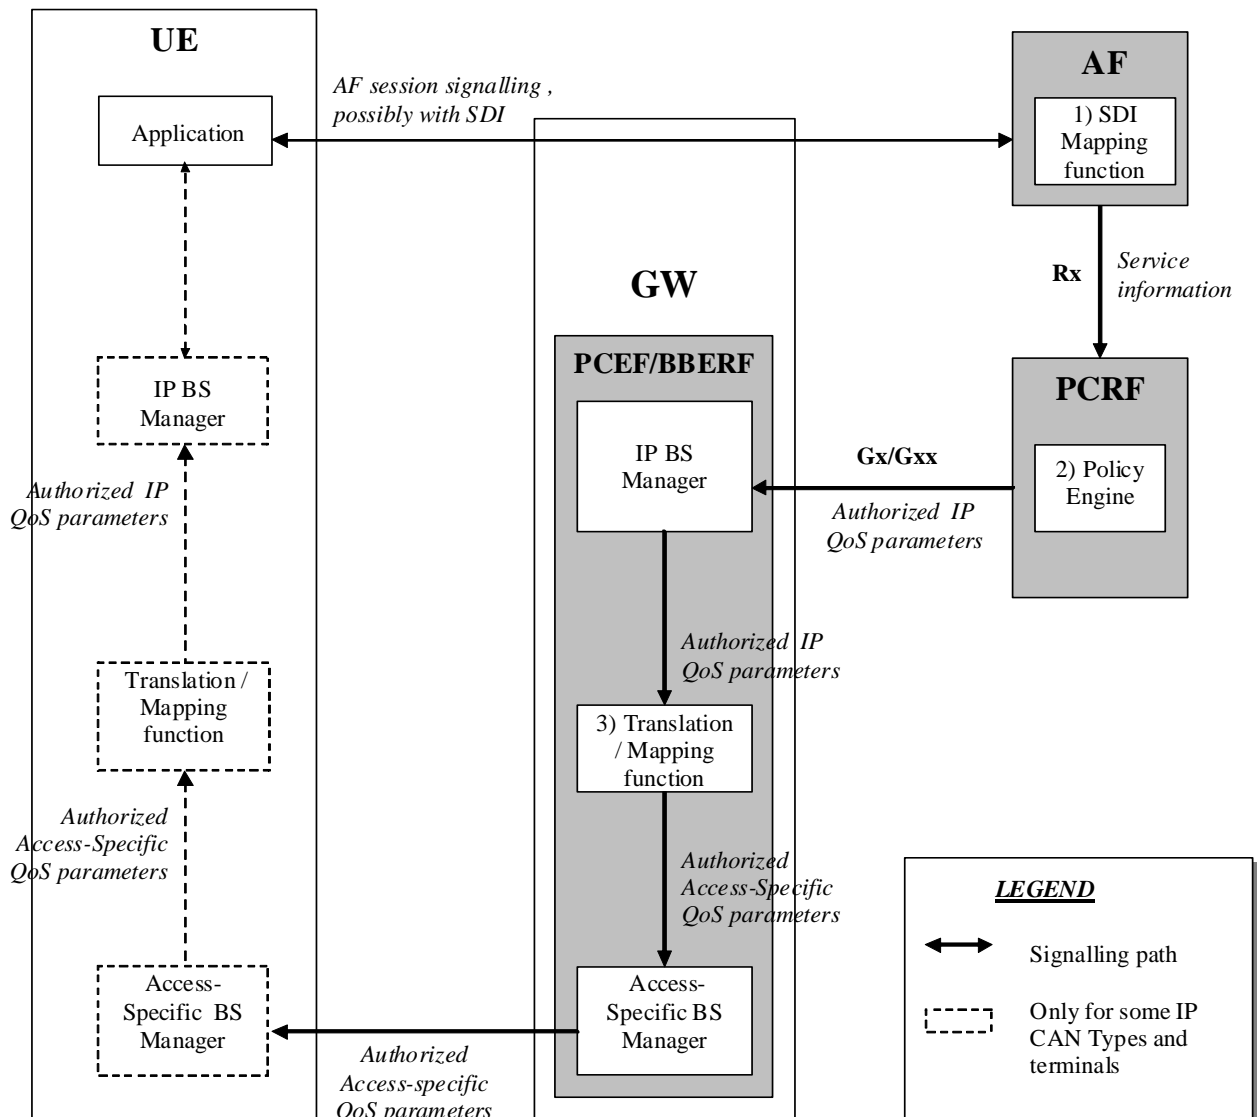 UE
Application
AF session signalling ,
possibly with SDI
AF
1) SDI
Mapping
function
Rx
Service
information
GW
PCEF/BBERF
IP BS
Manager
PCRF
2) Policy
Engine
Gx/Gxx
Authorized IP
QoS parameters
IP BS
Manager
Authorized IP
QoS parameters
Authorized IP
QoS parameters
Translation /
Mapping
function
3) Translation
/ Mapping
function
Authorized
Access-Specific
QoS parameters
Authorized
Access-Specific
QoS parameters
Access-
Specific BS
Manager
Access-
Specific BS
Manager
Authorized
Access-specific
QoS parameters
LEGEND
Signalling path
Only for some IP
CAN Types and
terminals